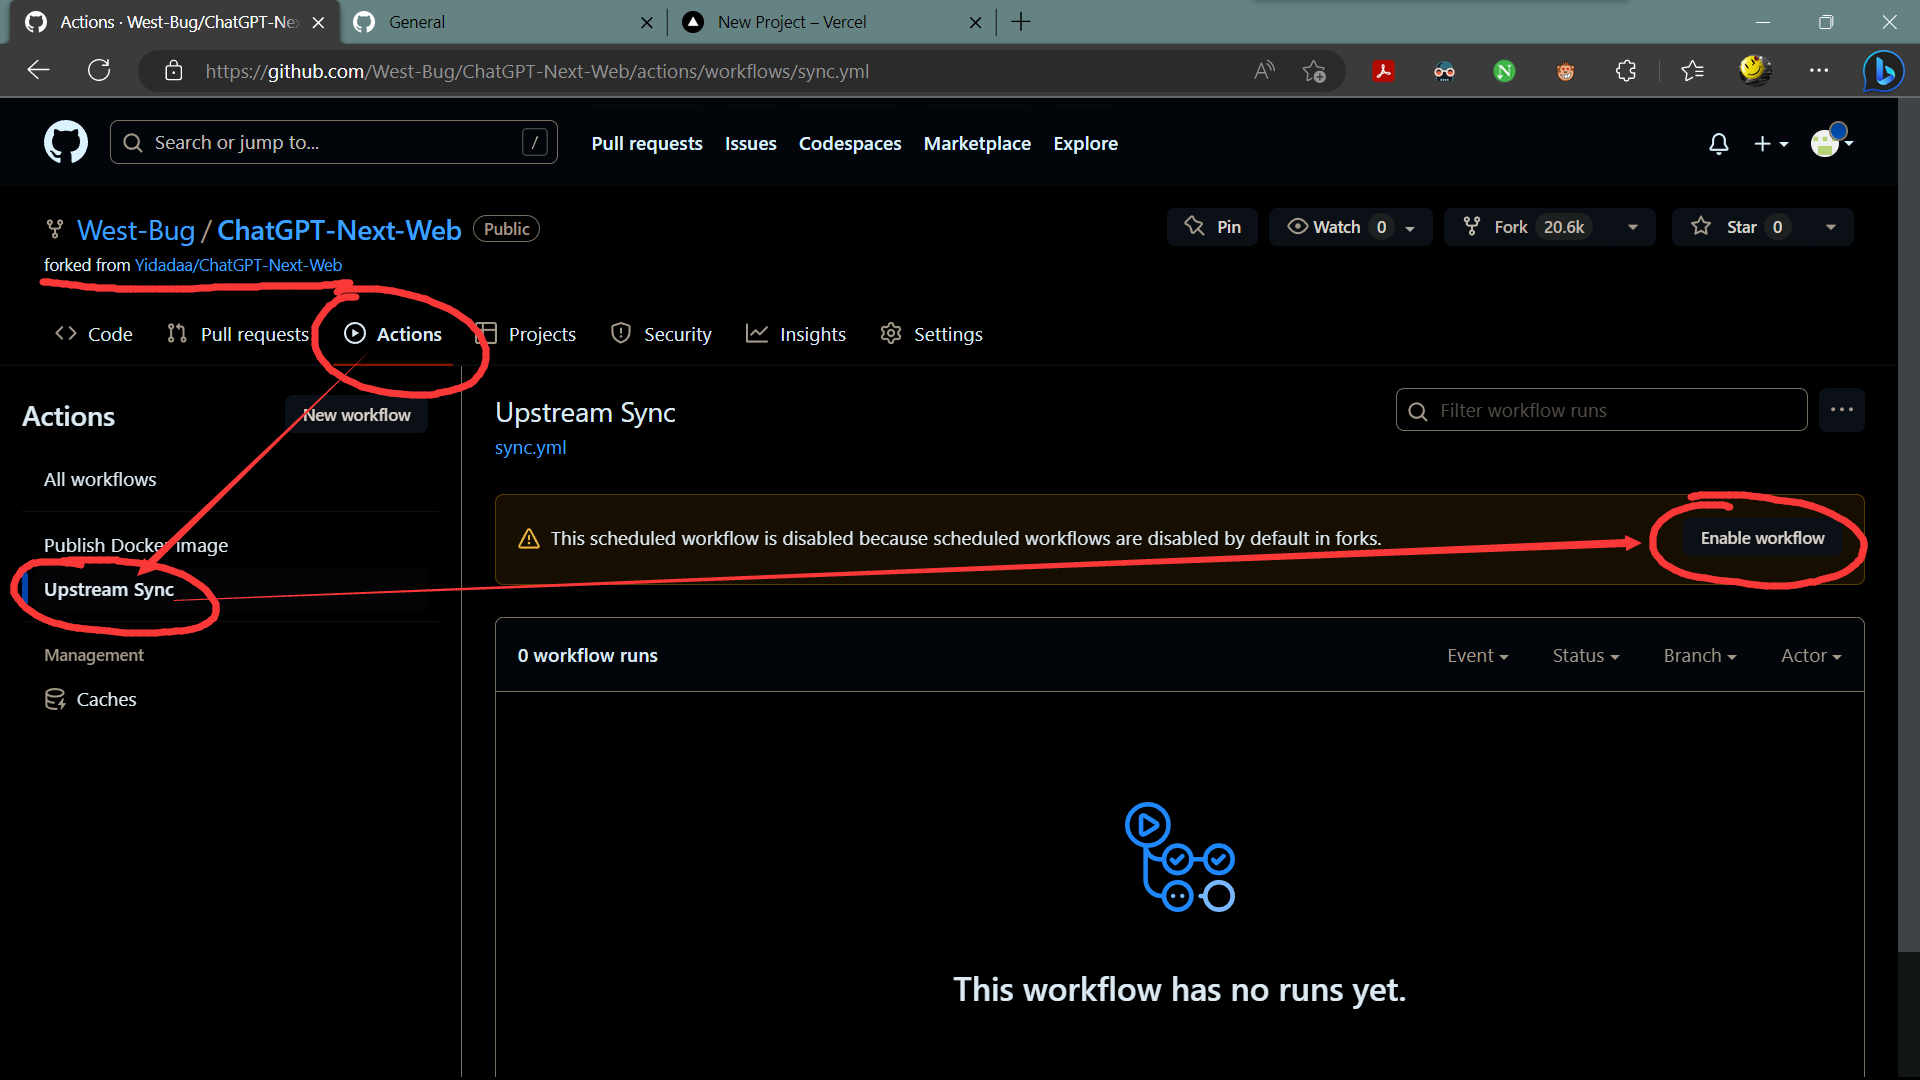 Actions · West-Bug/ChatGPT-Ne
General
New Project – Vercel
https://github.com/West-Bug/ChatGPT-Next-Web/actions/workflows/sync.yml
Search or jump to...
/
Pull requests
Issues
Codespaces
Marketplace
Explore
West-Bug / ChatGPT-Next-Web
Public
Pin
Watch 0
Fork 20.6k
Star 0
forked from Yidadaa/ChatGPT-Next-Web
Code
Pull requests
Actions
Projects
Security
Insights
Settings
Actions
New workflow
All workflows
Publish Docker image
Upstream Sync
Management
Caches
Upstream Sync
sync.yml
Filter workflow runs
This scheduled workflow is disabled because scheduled workflows are disabled by default in forks.
Enable workflow
0 workflow runs
Event
Status
Branch
Actor
This workflow has no runs yet.